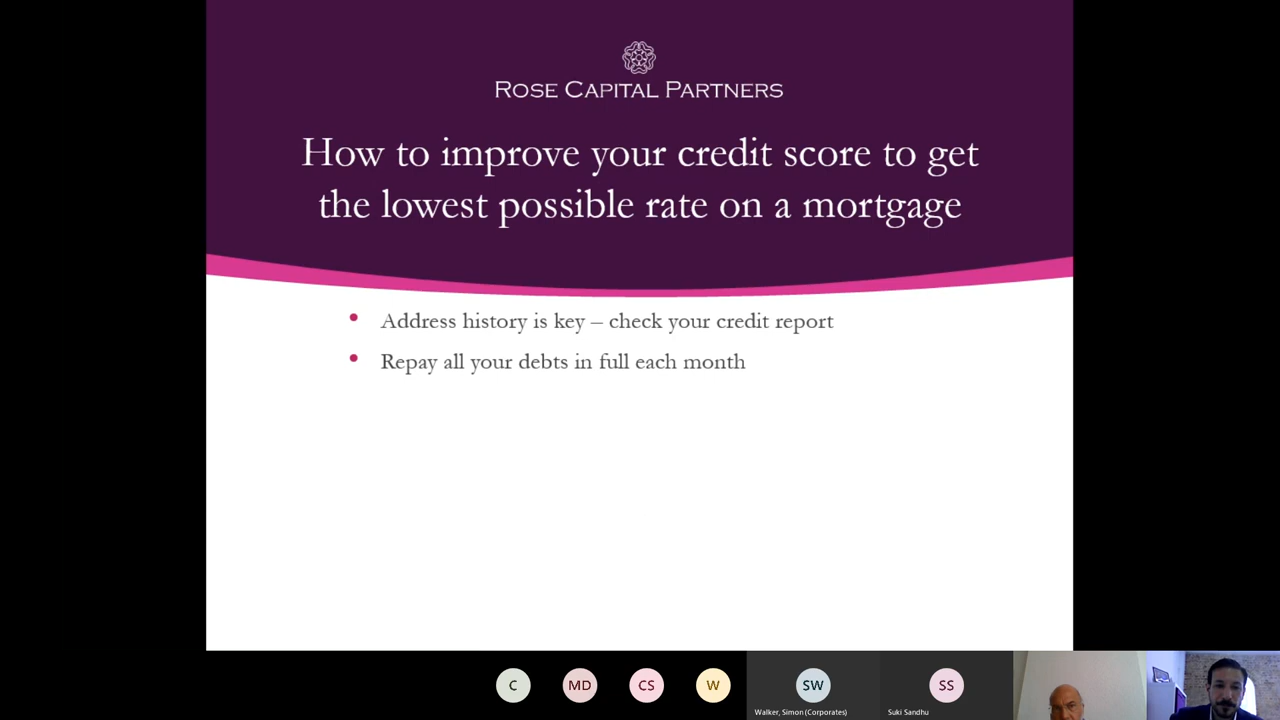 ROSE CAPITAL PARTNERS
How to improve your credit score to get
the lowest possible rate on a mortgage
• Address history is key – check your credit report
• Repay all your debts in full each month
C
MD
CS
W
SW
SS
Walker, Simon (Corporates)
Suki Sandhu